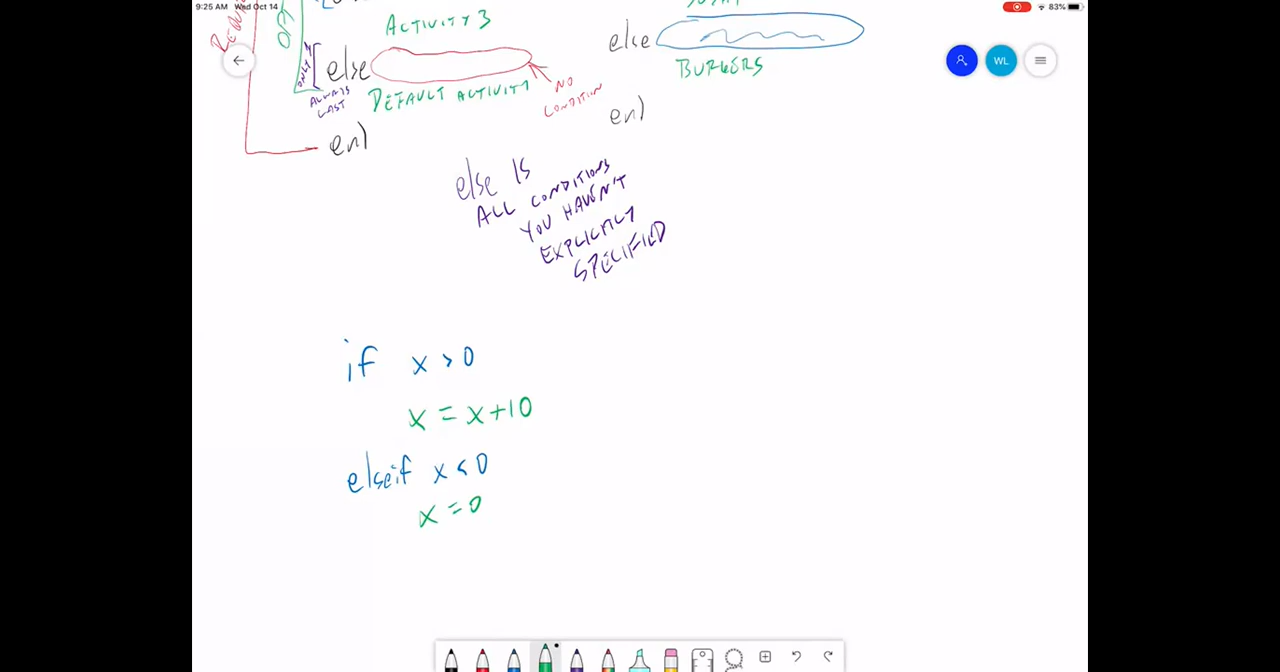 9:25 AM Wed Oct 14
83%
ACTIVITY 3
else
ONLY 1
ALWAYS
LAST
DEFAULT ACTIVITY
NO
CONDITION
end
else
BURGERS
end
WL
else IS
ALL CONDITIONS
YOU HAVEN'T
EXPLICITLY
SPECIFIED
if x > 0
x = x + 10
elseif x < 0
x = 0